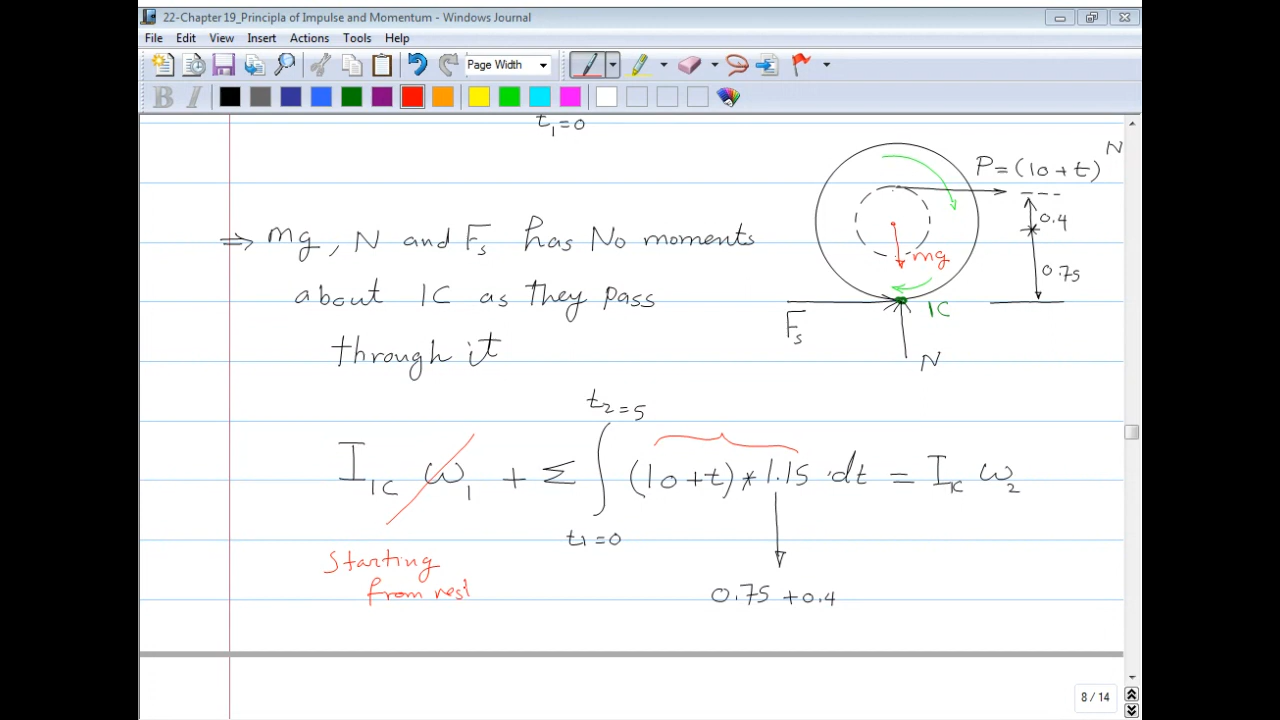 22-Chapter 19_Principla of Impulse and Momentum - Windows Journal
File Edit View Insert Actions Tools Help
Page Width
B I
t₁=0
P=(10+t) N
0.4
0.75
mg
IC
Fs
N
⇒ mg, N and Fs has No moments
about IC as they pass
through it
t₂=5
I_IC ω₁ + Σ ∫ (10+t)*1.15 .dt = I_IC ω₂
t₁=0
Starting
from rest
0.75+0.4
8 / 14